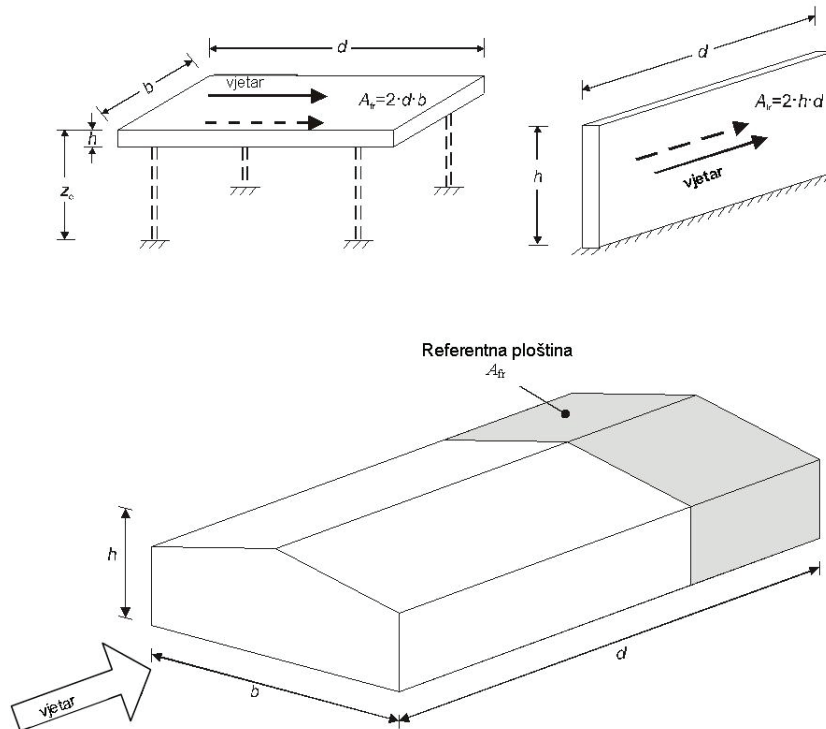 d
b
vjetar
A_fr=2·d·b
h
z_e
d
A_fr=2·h·d
h
vjetar
Referentna ploština
A_fr
h
vjetar
b
d